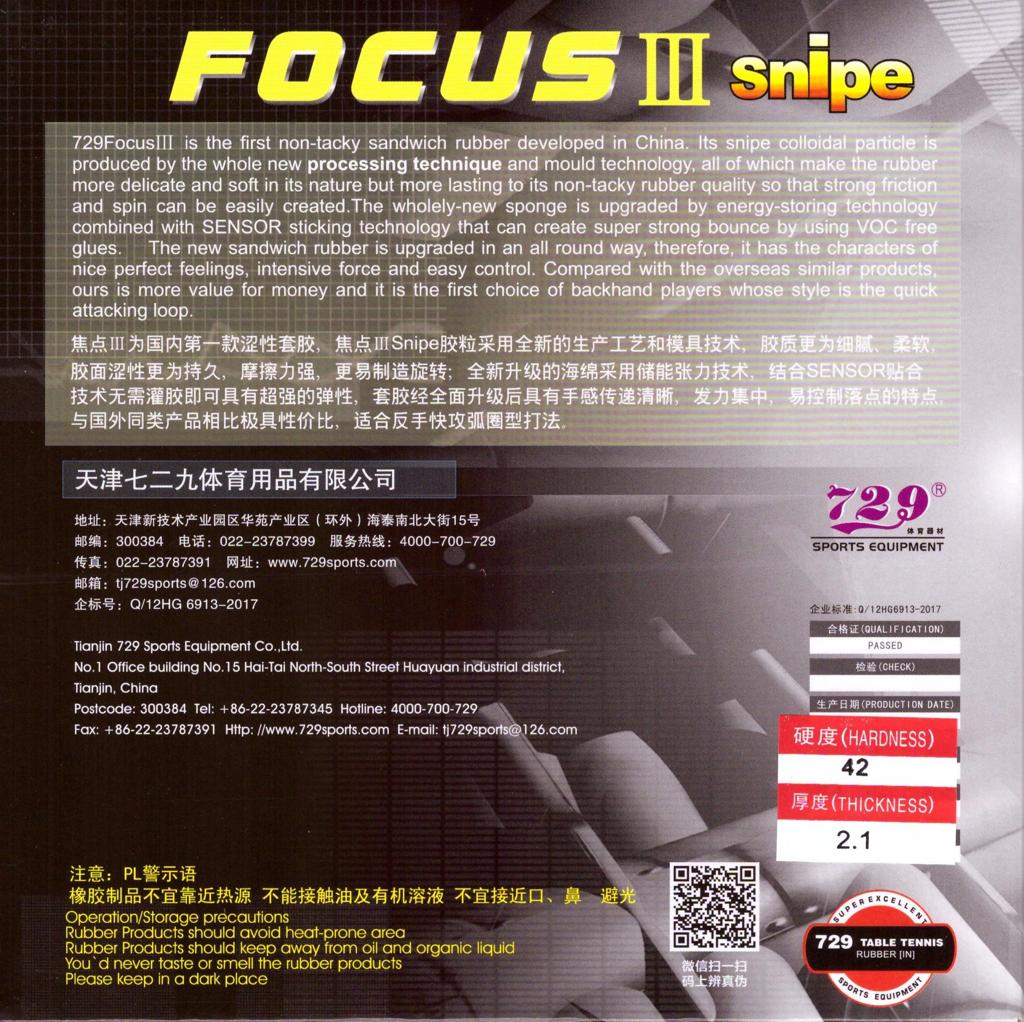 FOCUS III snipe
729FocusIII is the first non-tacky sandwich rubber developed in China. Its snipe colloidal particle is
produced by the whole new processing technique and mould technology, all of which make the rubber
more delicate and soft in its nature but more lasting to its non-tacky rubber quality so that strong friction
and spin can be easily created.The wholely-new sponge is upgraded by energy-storing technology
combined with SENSOR sticking technology that can create super strong bounce by using VOC free
glues. The new sandwich rubber is upgraded in an all round way, therefore, it has the characters of
nice perfect feelings, intensive force and easy control. Compared with the overseas similar products,
ours is more value for money and it is the first choice of backhand players whose style is the quick
attacking loop.
焦点III为国内第一款涩性套胶，焦点IIISnipe胶粒采用全新的生产工艺和模具技术，胶质更为细腻、柔软，
胶面涩性更为持久，摩擦力强，更易制造旋转；全新升级的海绵采用储能张力技术，结合SENSOR贴合
技术无需灌胶即可具有超强的弹性，套胶经全面升级后具有手感传递清晰，发力集中，易控制落点的特点，
与国外同类产品相比极具性价比，适合反手快攻弧圈型打法。
天津七二九体育用品有限公司
地址：天津新技术产业园区华苑产业区（环外）海泰南北大街15号
邮编：300384 电话：022-23787399 服务热线：4000-700-729
传真：022-23787391 网址：www.729sports.com
邮箱：tj729sports@126.com
企标号：Q/12HG 6913-2017
Tianjin 729 Sports Equipment Co.,Ltd.
No.1 Office building No.15 Hai-Tai North-South Street Huayuan industrial district,
Tianjin, China
Postcode: 300384 Tel: +86-22-23787345 Hotline: 4000-700-729
Fax: +86-22-23787391 Http: //www.729sports.com E-mail: tj729sports@126.com
729®
体育器材
SPORTS EQUIPMENT
企业标准:Q/12HG6913-2017
合格证(QUALIFICATION)
PASSED
检验(CHECK)
生产日期(PRODUCTION DATE)
硬度(HARDNESS)
42
厚度(THICKNESS)
2.1
注意：PL警示语
橡胶制品不宜靠近热源 不能接触油及有机溶液 不宜接近口、鼻 避光
Operation/Storage precautions
Rubber Products should avoid heat-prone area
Rubber Products should keep away from oil and organic liquid
You`d never taste or smell the rubber products
Please keep in a dark place
微信扫一扫
码上辨真伪
SUPER EXCELLENT
729 TABLE TENNIS
RUBBER [IN]
SPORTS EQUIPMENT